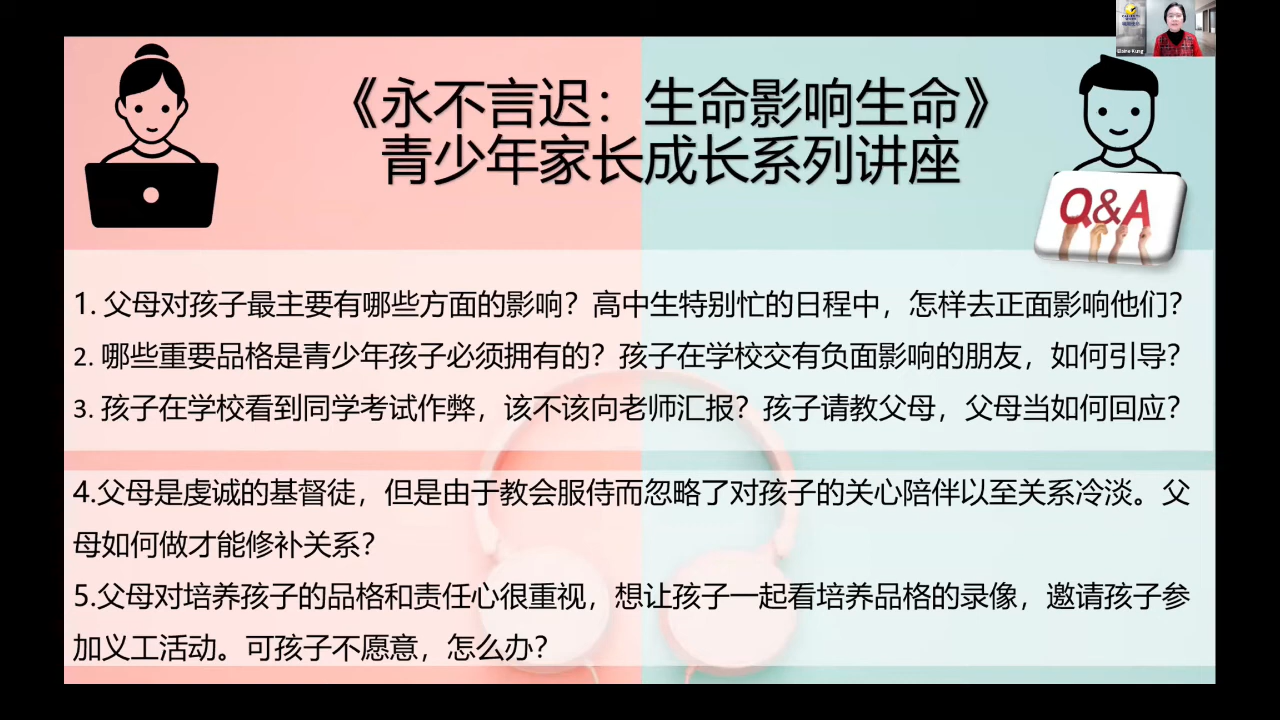 《永不言迟：生命影响生命》
青少年家长成长系列讲座
Q&A
Elaine Kung
1. 父母对孩子最主要有哪些方面的影响？高中生特别忙的日程中，怎样去正面影响他们？
2. 哪些重要品格是青少年孩子必须拥有的？孩子在学校交有负面影响的朋友，如何引导？
3. 孩子在学校看到同学考试作弊，该不该向老师汇报？孩子请教父母，父母当如何回应？
4.父母是虔诚的基督徒，但是由于教会服侍而忽略了对孩子的关心陪伴以至关系冷淡。父
母如何做才能修补关系？
5.父母对培养孩子的品格和责任心很重视，想让孩子一起看培养品格的录像，邀请孩子参
加义工活动。可孩子不愿意，怎么办？